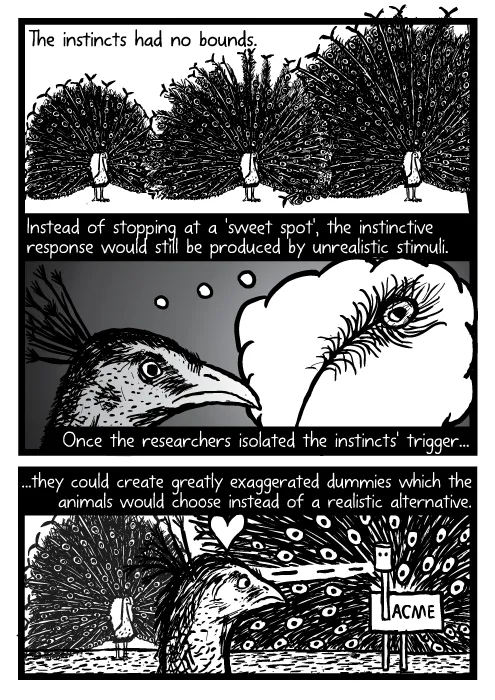 The instincts had no bounds.
Instead of stopping at a 'sweet spot', the instinctive
response would still be produced by unrealistic stimuli.
Once the researchers isolated the instincts' trigger...
...they could create greatly exaggerated dummies which the
animals would choose instead of a realistic alternative.
ACME